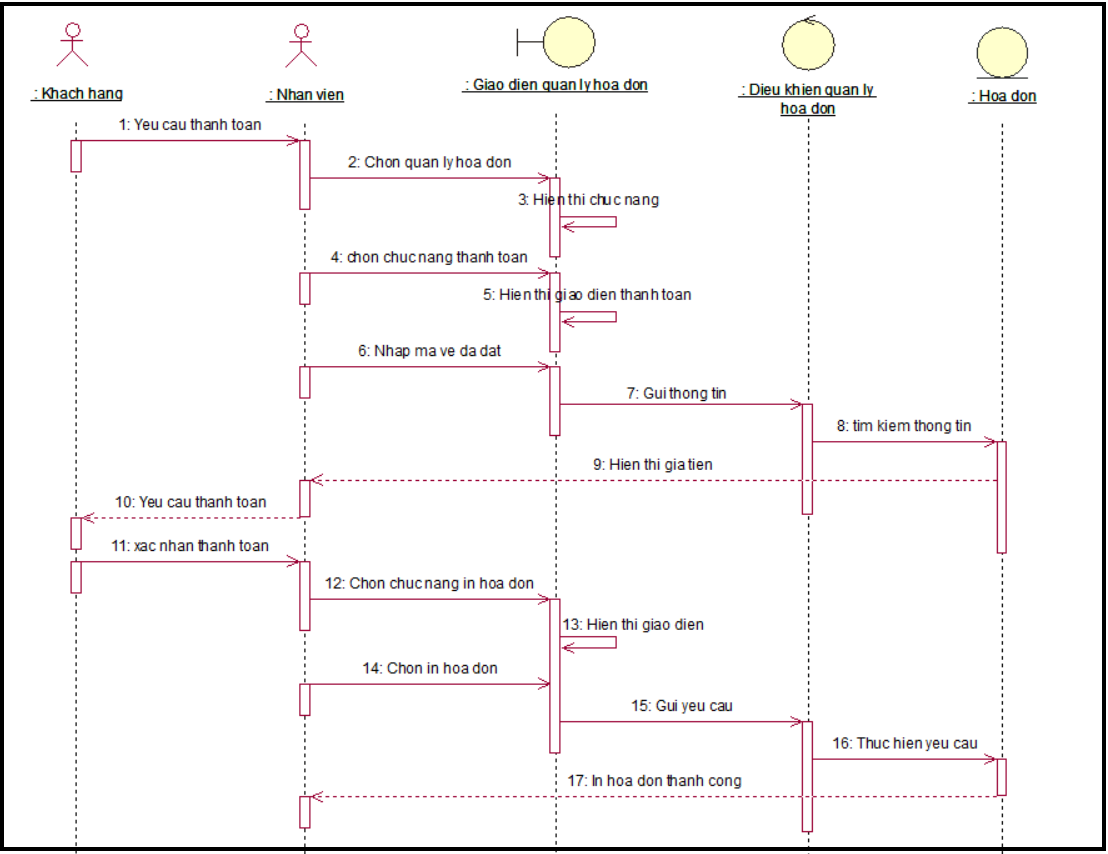 : Khach hang
: Nhan vien
: Giao dien quan ly hoa don
: Dieu khien quan ly
hoa don
: Hoa don
1: Yeu cau thanh toan
2: Chon quan ly hoa don
3: Hien thi chuc nang
4: chon chuc nang thanh toan
5: Hien thi giao dien thanh toan
6: Nhap ma ve da dat
7: Gui thong tin
8: tim kiem thong tin
9: Hien thi gia tien
10: Yeu cau thanh toan
11: xac nhan thanh toan
12: Chon chuc nang in hoa don
13: Hien thi giao dien
14: Chon in hoa don
15: Gui yeu cau
16: Thuc hien yeu cau
17: In hoa don thanh cong